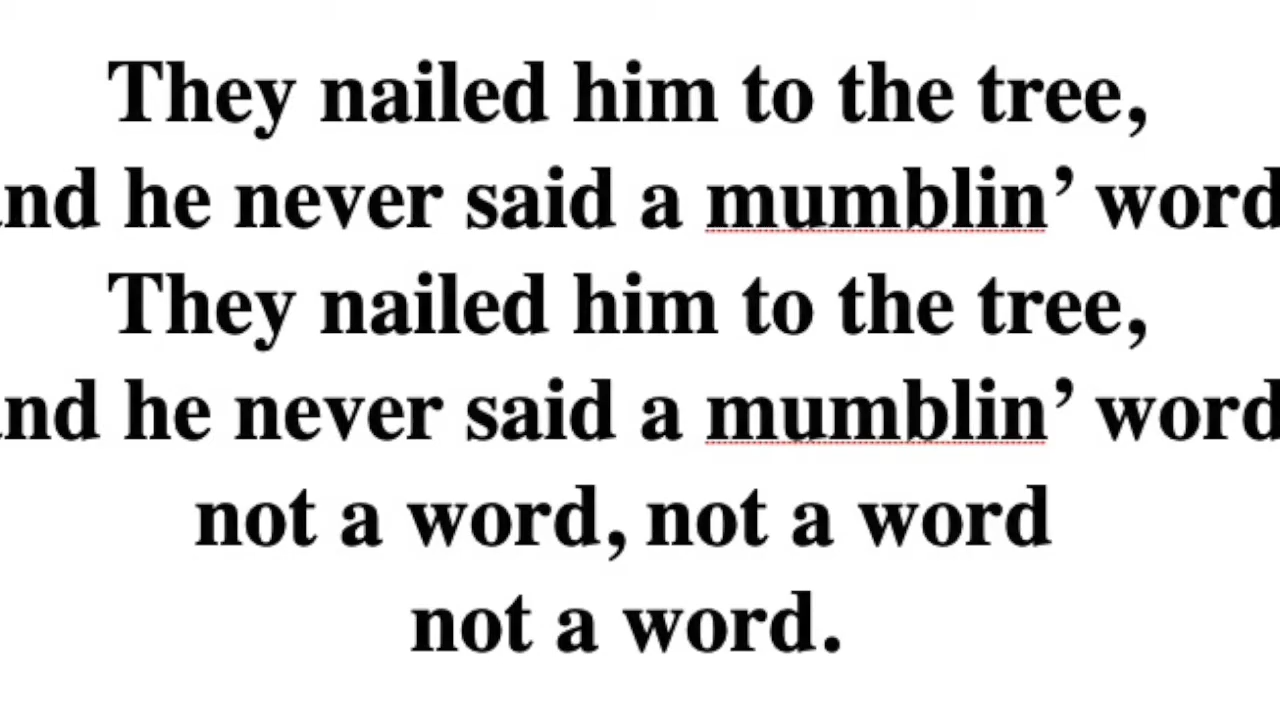 They nailed him to the tree,
nd he never said a mumblin’ word
They nailed him to the tree,
nd he never said a mumblin’ word
not a word, not a word
not a word.